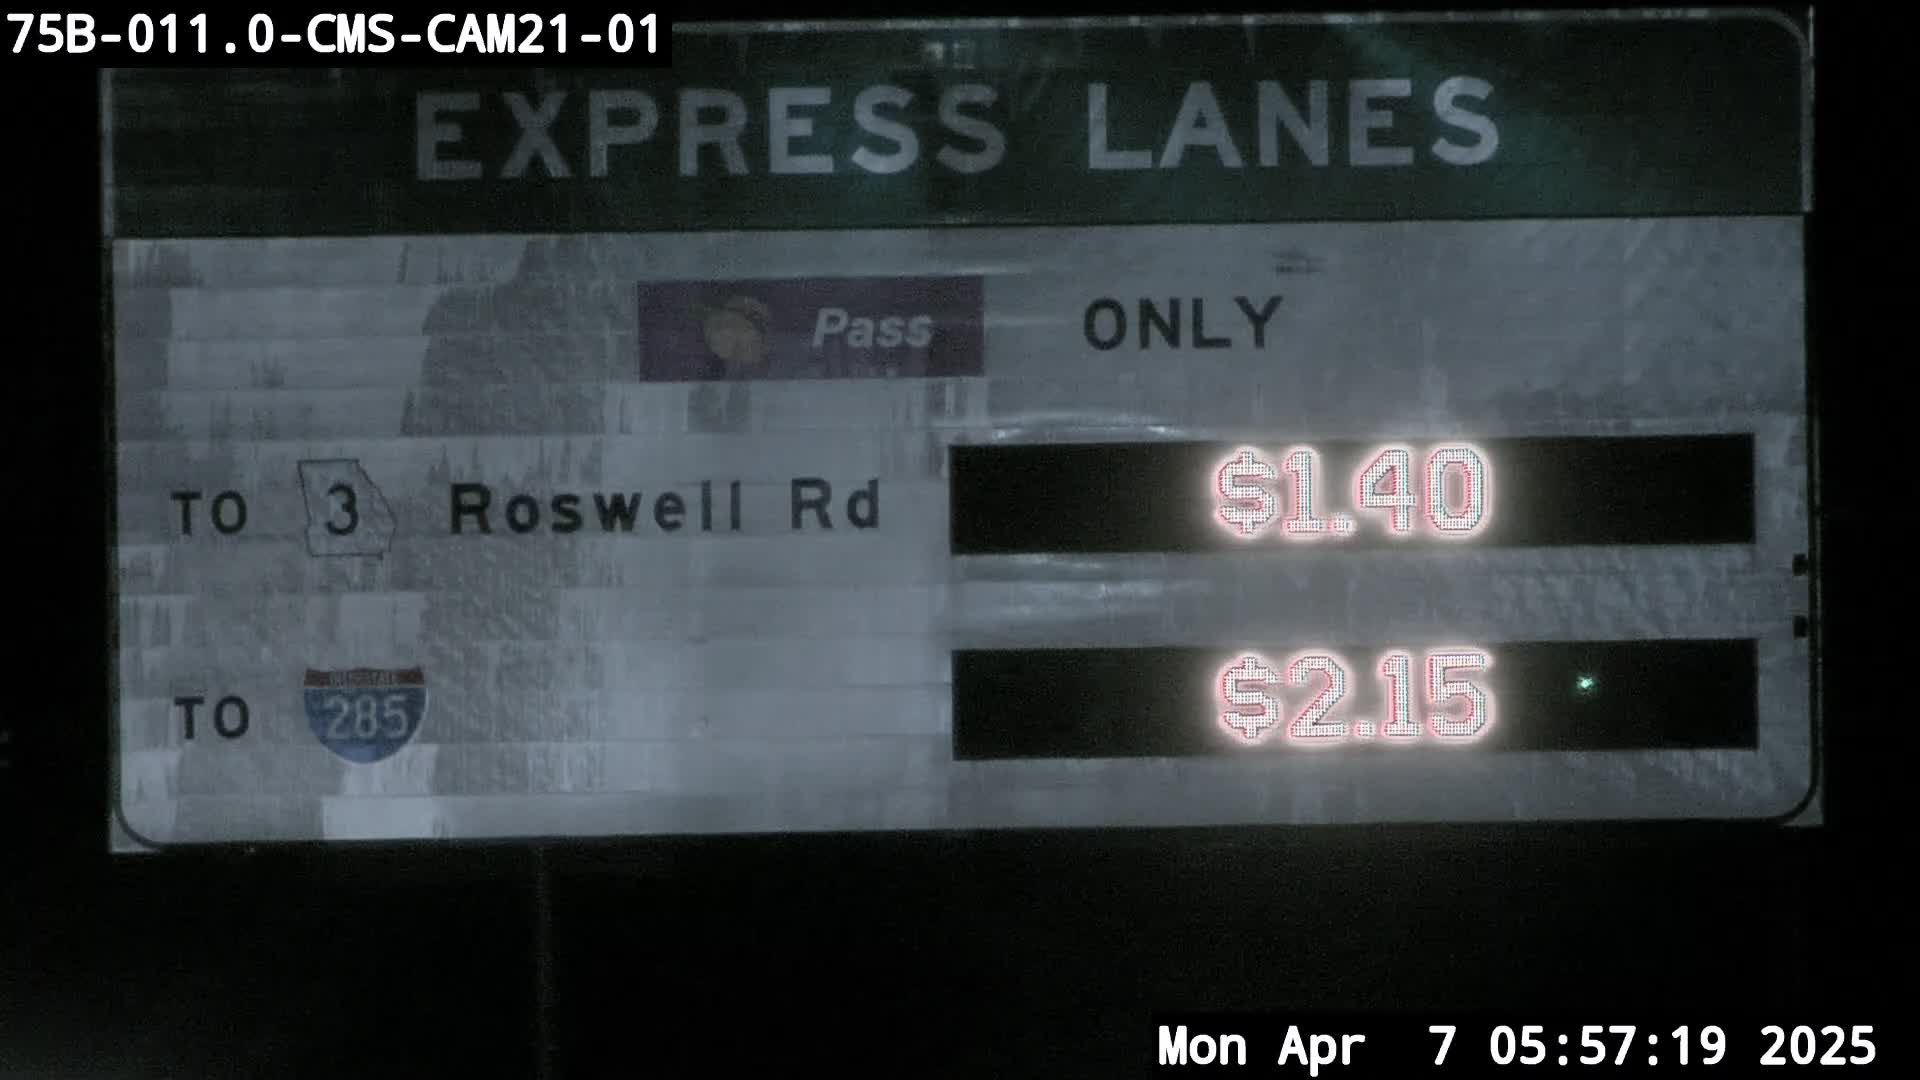 75B-011.0-CMS-CAM21-01
EXPRESS LANES
Pass ONLY
TO 3 Roswell Rd $1.40
INTERSTATE
TO 285 $2.15
Mon Apr 7 05:57:19 2025